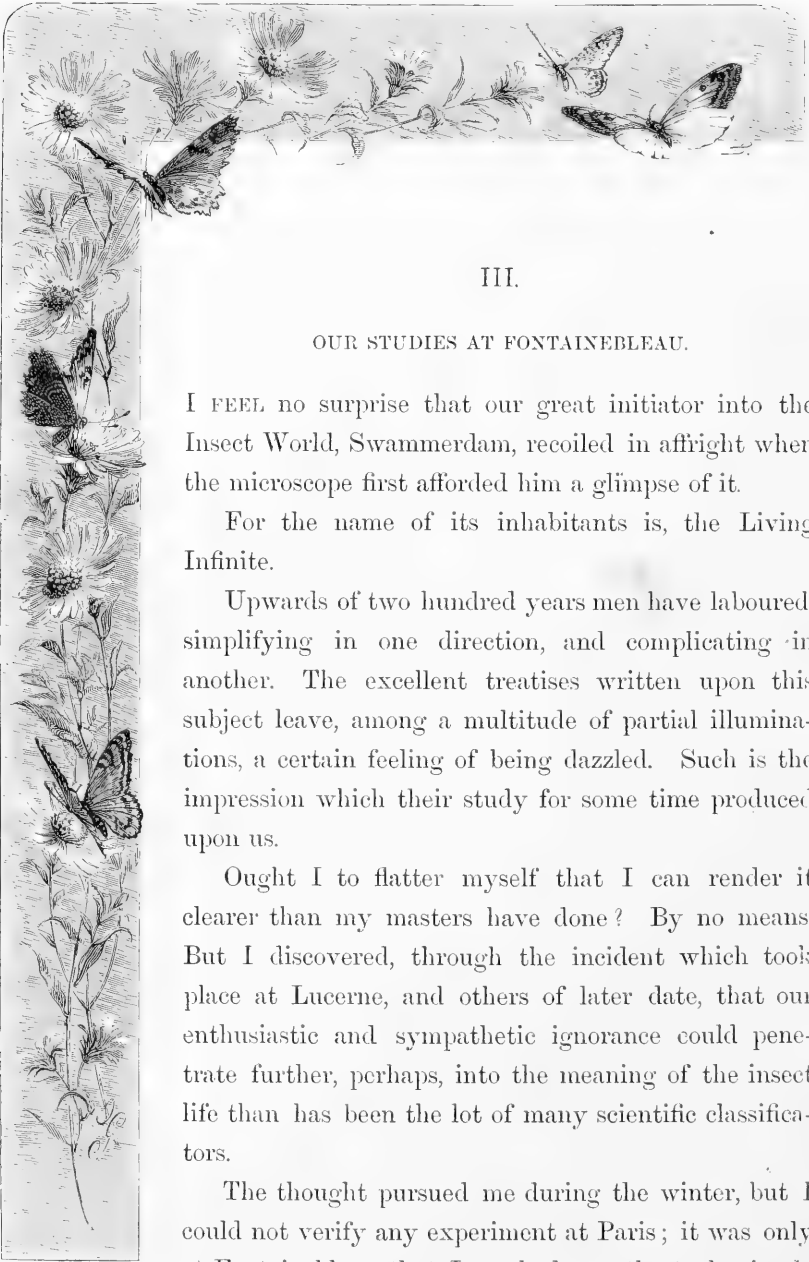 III.
OUR STUDIES AT FONTAINEBLEAU.
I FEEL no surprise that our great initiator into the
Insect World, Swammerdam, recoiled in affright when
the microscope first afforded him a glimpse of it.
For the name of its inhabitants is, the Living
Infinite.
Upwards of two hundred years men have laboured
simplifying in one direction, and complicating in
another. The excellent treatises written upon this
subject leave, among a multitude of partial illumina-
tions, a certain feeling of being dazzled. Such is the
impression which their study for some time produced
upon us.
Ought I to flatter myself that I can render it
clearer than my masters have done? By no means
But I discovered, through the incident which took
place at Lucerne, and others of later date, that our
enthusiastic and sympathetic ignorance could pene-
trate further, perhaps, into the meaning of the insect
life than has been the lot of many scientific classifica-
tors.
The thought pursued me during the winter, but I
could not verify any experiment at Paris; it was only